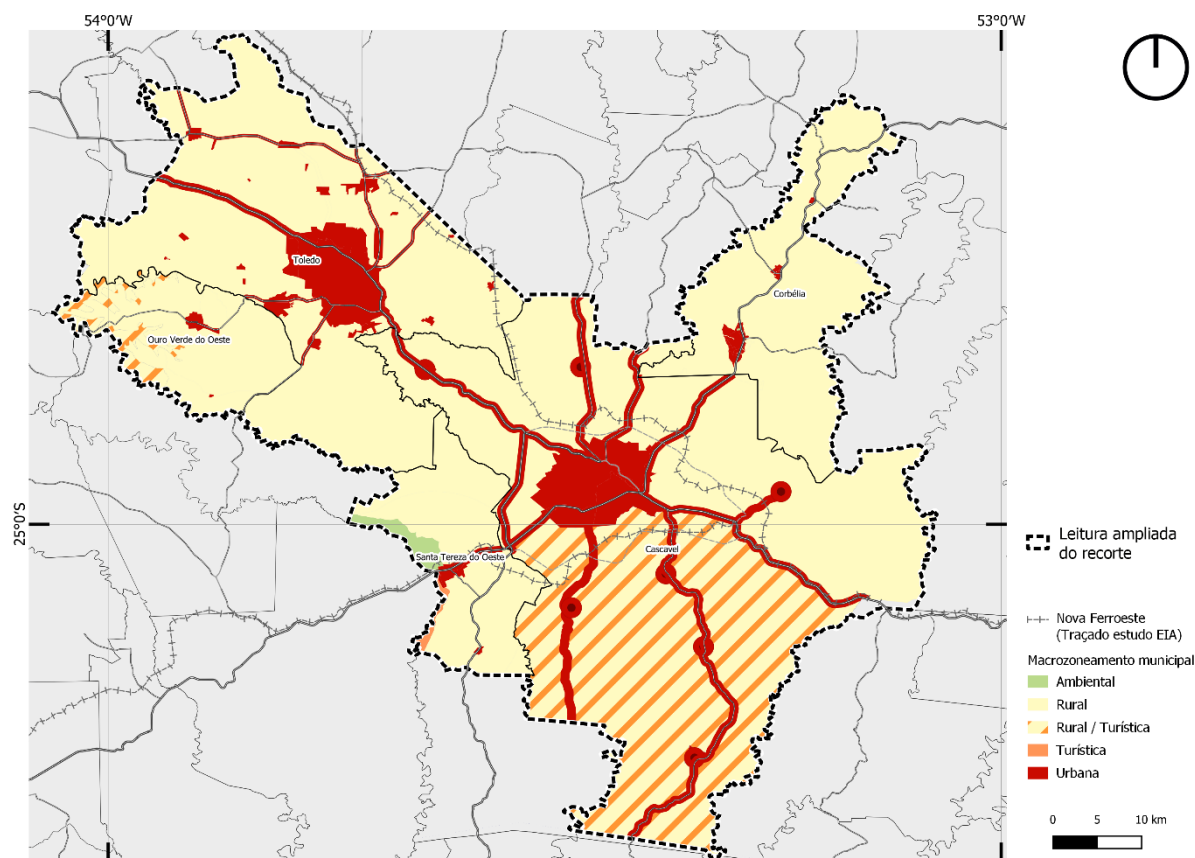 54°0'W
53°0'W
Toledo
Corbélia
Ouro Verde do Oeste
25°0'S
Santa Tereza do Oeste
Cascavel
Leitura ampliada
do recorte
Nova Ferroeste
(Traçado estudo EIA)
Macrozoneamento municipal
Ambiental
Rural
Rural / Turística
Turística
Urbana
0 5 10 km